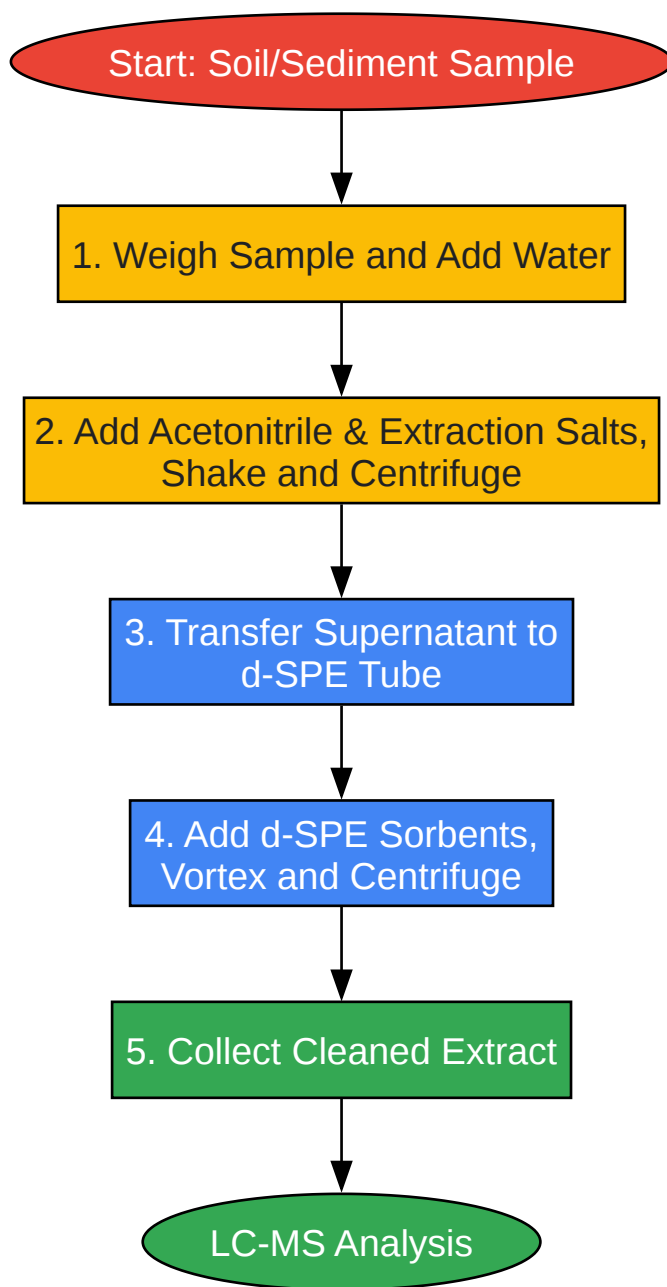 Start: Soil/Sediment Sample
1. Weigh Sample and Add Water
2. Add Acetonitrile & Extraction Salts,
Shake and Centrifuge
3. Transfer Supernatant to
d-SPE Tube
4. Add d-SPE Sorbents,
Vortex and Centrifuge
5. Collect Cleaned Extract
LC-MS Analysis